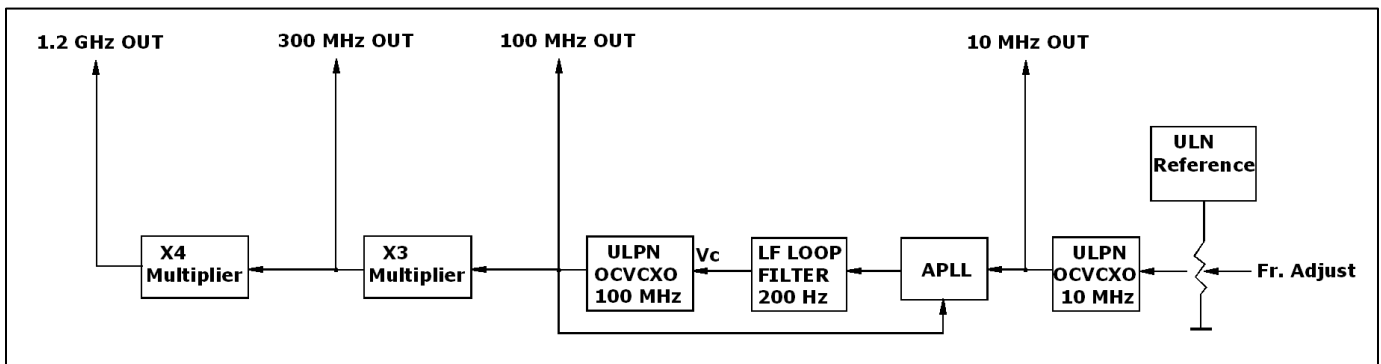 1.2 GHz OUT
300 MHz OUT
100 MHz OUT
10 MHz OUT
ULN
Reference
X4
Multiplier
X3
Multiplier
ULPN
OCVCXO
100 MHz
Vc
LF LOOP
FILTER
200 Hz
APLL
ULPN
OCVCXO
10 MHz
Fr. Adjust